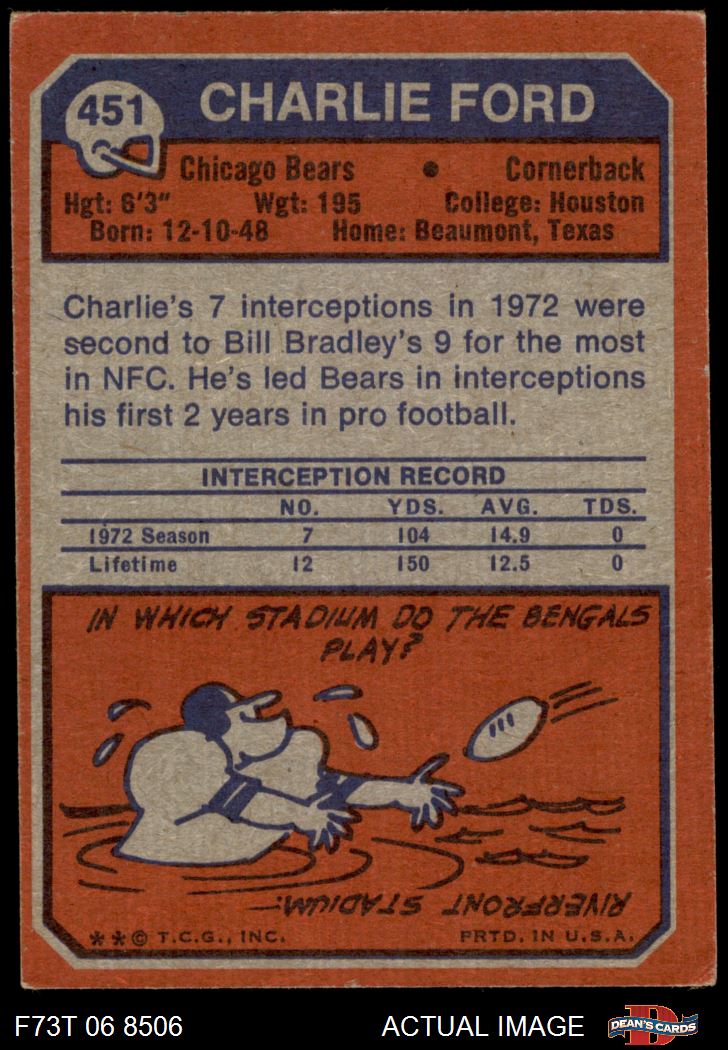 451
CHARLIE FORD
Chicago Bears • Cornerback
Hgt: 6'3" Wgt: 195 College: Houston
Born: 12-10-48 Home: Beaumont, Texas
Charlie's 7 interceptions in 1972 were
second to Bill Bradley's 9 for the most
in NFC. He's led Bears in interceptions
his first 2 years in pro football.
INTERCEPTION RECORD
NO. YDS. AVG. TDS.
1972 Season 7 104 14.9 0
Lifetime 12 150 12.5 0
IN WHICH STADIUM DO THE BENGALS
PLAY?
RIVERFRONT STADIUM.
** © T.C.G., INC. PRTD. IN U.S.A.
F73T 06 8506 ACTUAL IMAGE D DEAN'S CARDS